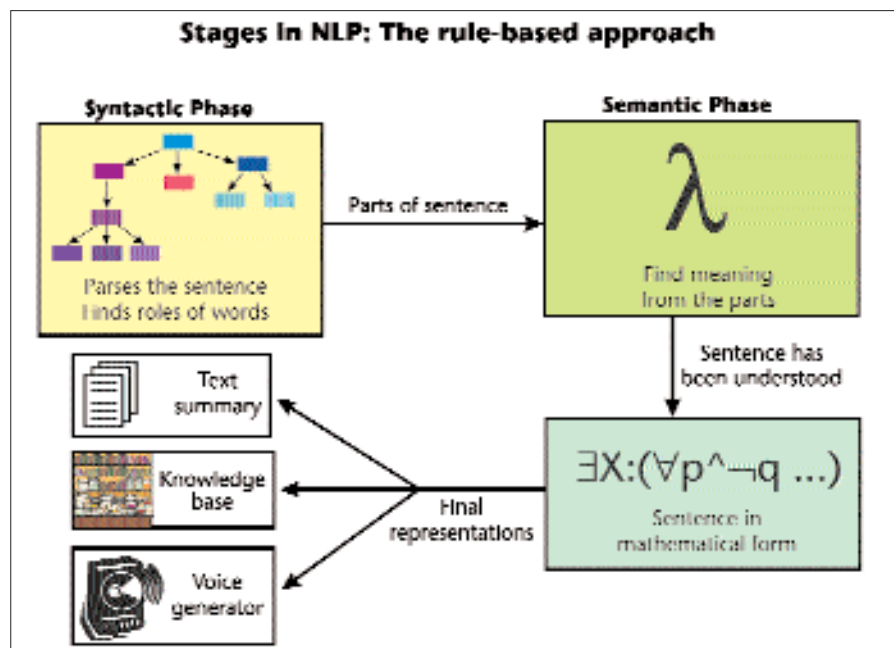 Stages in NLP: The rule-based approach
Syntactic Phase
Parses the sentence
Finds roles of words
Parts of sentence
Semantic Phase
λ
Find meaning
from the parts
Sentence has
been understood
∃X:(∀p^¬q ...)
Sentence in
mathematical form
Final
representations
Text
summary
Knowledge
base
Voice
generator